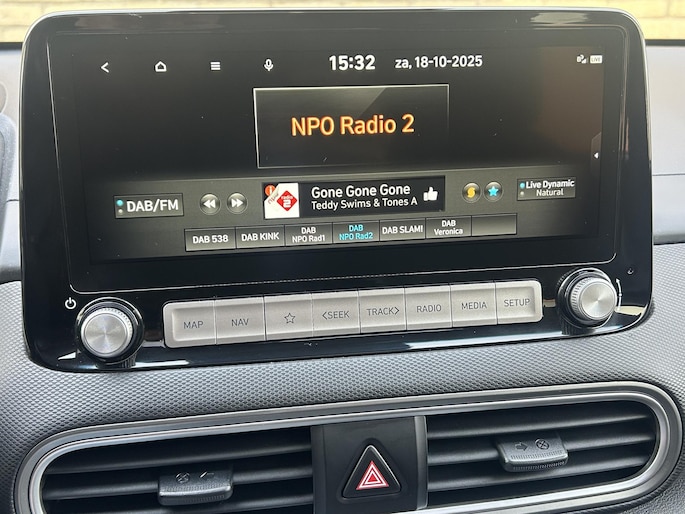 15:32 za, 18-10-2025
LIVE
NPO Radio 2
DAB/FM
Gone Gone Gone
Teddy Swims & Tones A
Live Dynamic
Natural
DAB 538
DAB KINK
DAB
NPO Rad1
DAB
NPO Rad2
DAB SLAM!
DAB
Veronica
MAP
NAV
<SEEK
TRACK>
RADIO
MEDIA
SETUP